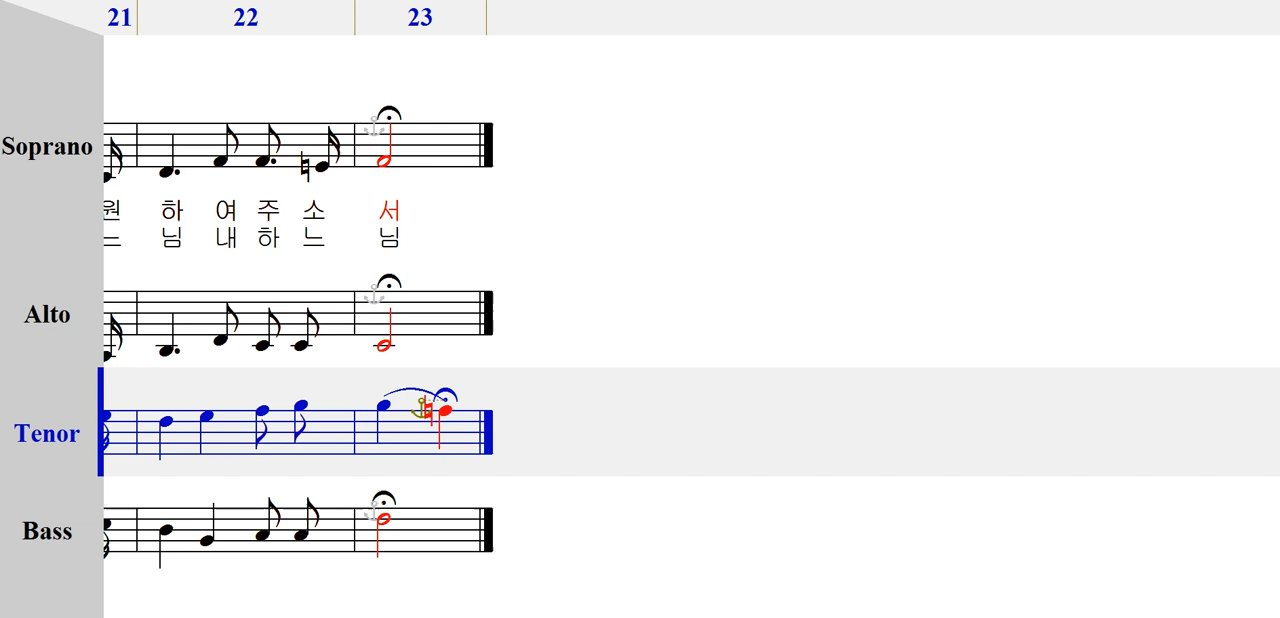 21 22 23
Soprano
원 하 여 주 소 서
느 님 내 하 느 님
Alto
Tenor
Bass